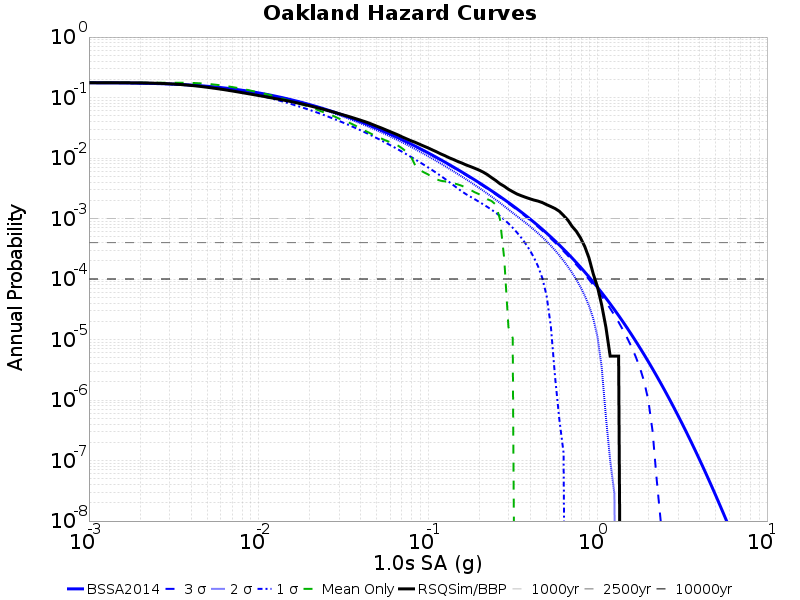 Oakland Hazard Curves
10^0
10^-1
10^-2
10^-3
10^-4
10^-5
10^-6
10^-7
10^-8
Annual Probability
10^-3 10^-2 10^-1 10^0 10^1
1.0s SA (g)
BSSA2014 3 σ 2 σ 1 σ Mean Only RSQSim/BBP 1000yr 2500yr 10000yr